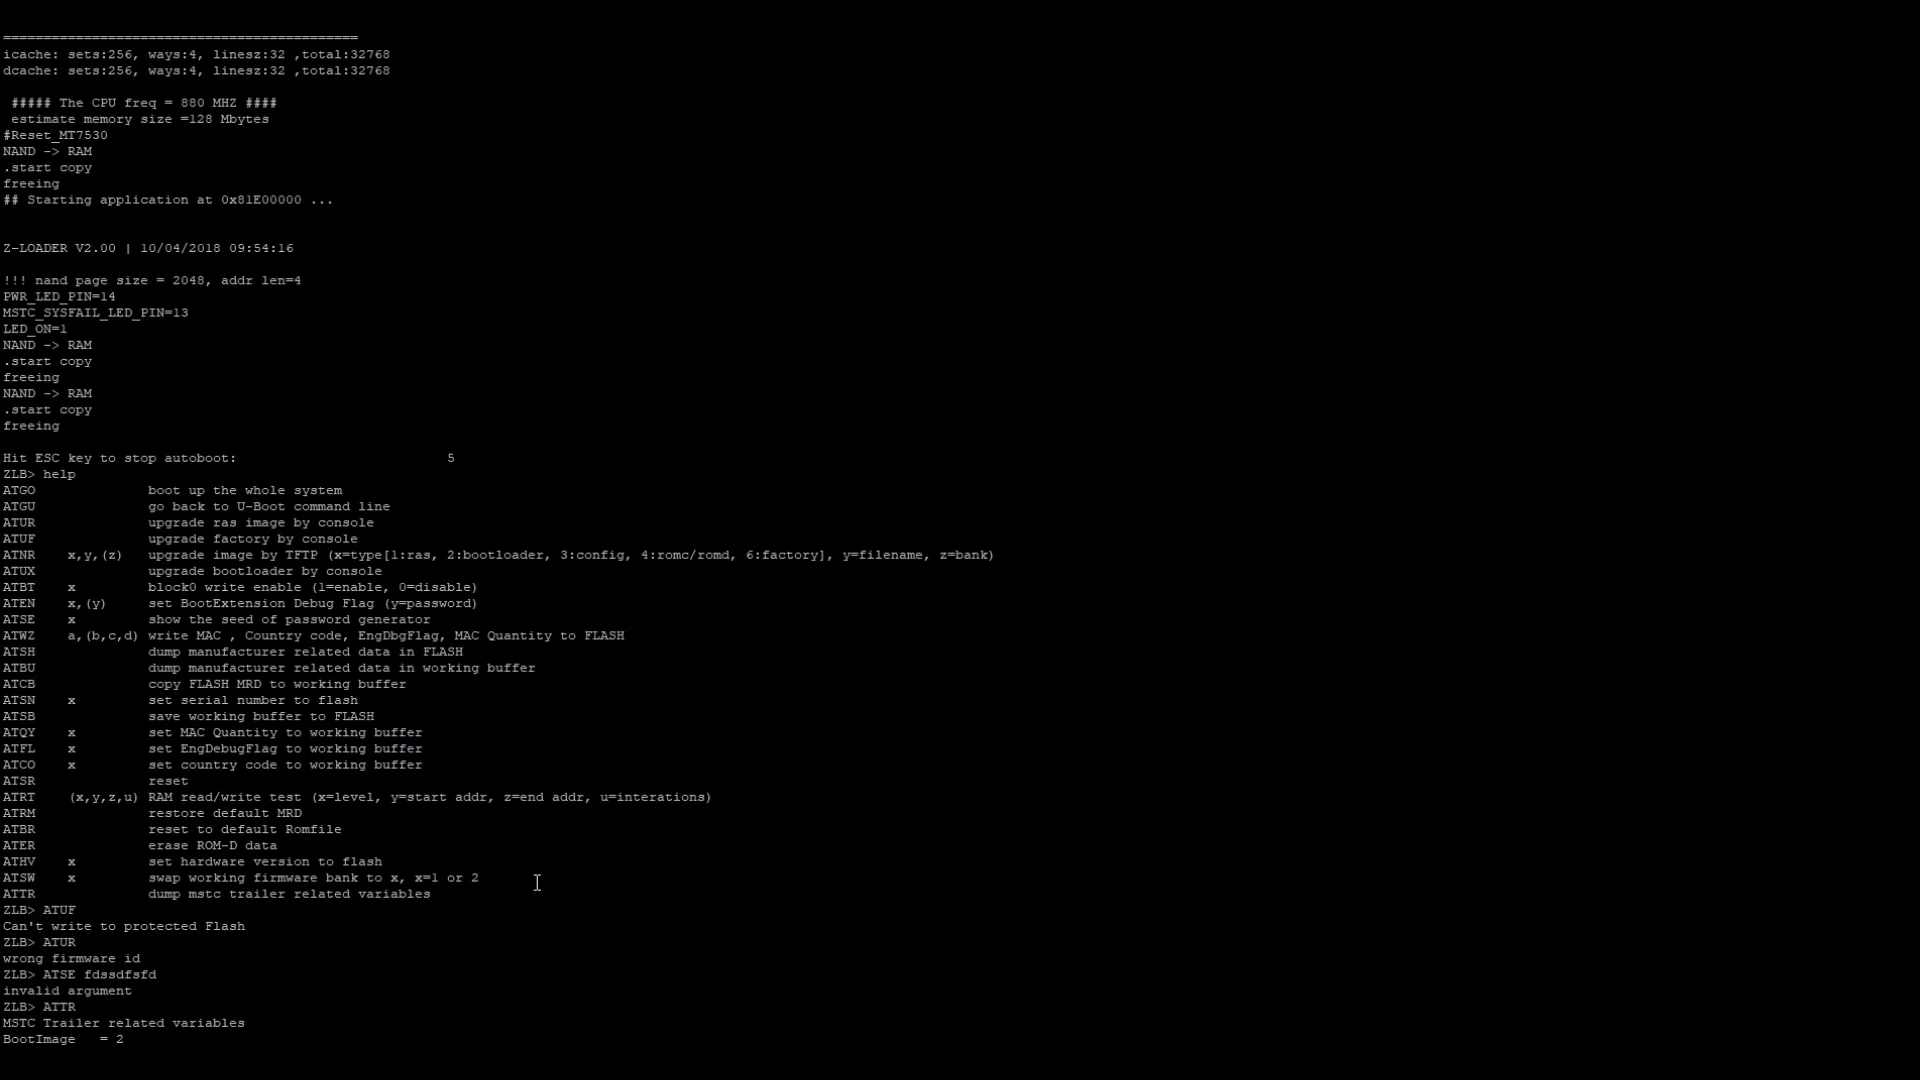 ============================================
icache: sets:256, ways:4, linesz:32 ,total:32768
dcache: sets:256, ways:4, linesz:32 ,total:32768
##### The CPU freq = 880 MHZ ####
estimate memory size =128 Mbytes
#Reset_MT7530
NAND -> RAM
.start copy
freeing
## Starting application at 0x81E00000 ...
Z-LOADER V2.00 | 10/04/2018 09:54:16
!!! nand page size = 2048, addr len=4
PWR_LED_PIN=14
MSTC_SYSFAIL_LED_PIN=13
LED_ON=1
NAND -> RAM
.start copy
freeing
NAND -> RAM
.start copy
freeing
Hit ESC key to stop autoboot: 5
ZLB> help
ATGO boot up the whole system
ATGU go back to U-Boot command line
ATUR upgrade ras image by console
ATUF upgrade factory by console
ATNR x,y,(z) upgrade image by TFTP (x=type[1:ras, 2:bootloader, 3:config, 4:romc/romd, 6:factory], y=filename, z=bank)
ATUX upgrade bootloader by console
ATBT x block0 write enable (1=enable, 0=disable)
ATEN x,(y) set BootExtension Debug Flag (y=password)
ATSE x show the seed of password generator
ATWZ a,(b,c,d) write MAC , Country code, EngDbgFlag, MAC Quantity to FLASH
ATSH dump manufacturer related data in FLASH
ATBU dump manufacturer related data in working buffer
ATCB copy FLASH MRD to working buffer
ATSN x set serial number to flash
ATSB save working buffer to FLASH
ATQY x set MAC Quantity to working buffer
ATFL x set EngDebugFlag to working buffer
ATCO x set country code to working buffer
ATSR reset
ATRT (x,y,z,u) RAM read/write test (x=level, y=start addr, z=end addr, u=interations)
ATRM restore default MRD
ATBR reset to default Romfile
ATER erase ROM-D data
ATHV x set hardware version to flash
ATSW x swap working firmware bank to x, x=1 or 2
ATTR dump mstc trailer related variables
ZLB> ATUF
Can't write to protected Flash
ZLB> ATUR
wrong firmware id
ZLB> ATSE fdssdfsfd
invalid argument
ZLB> ATTR
MSTC Trailer related variables
BootImage = 2